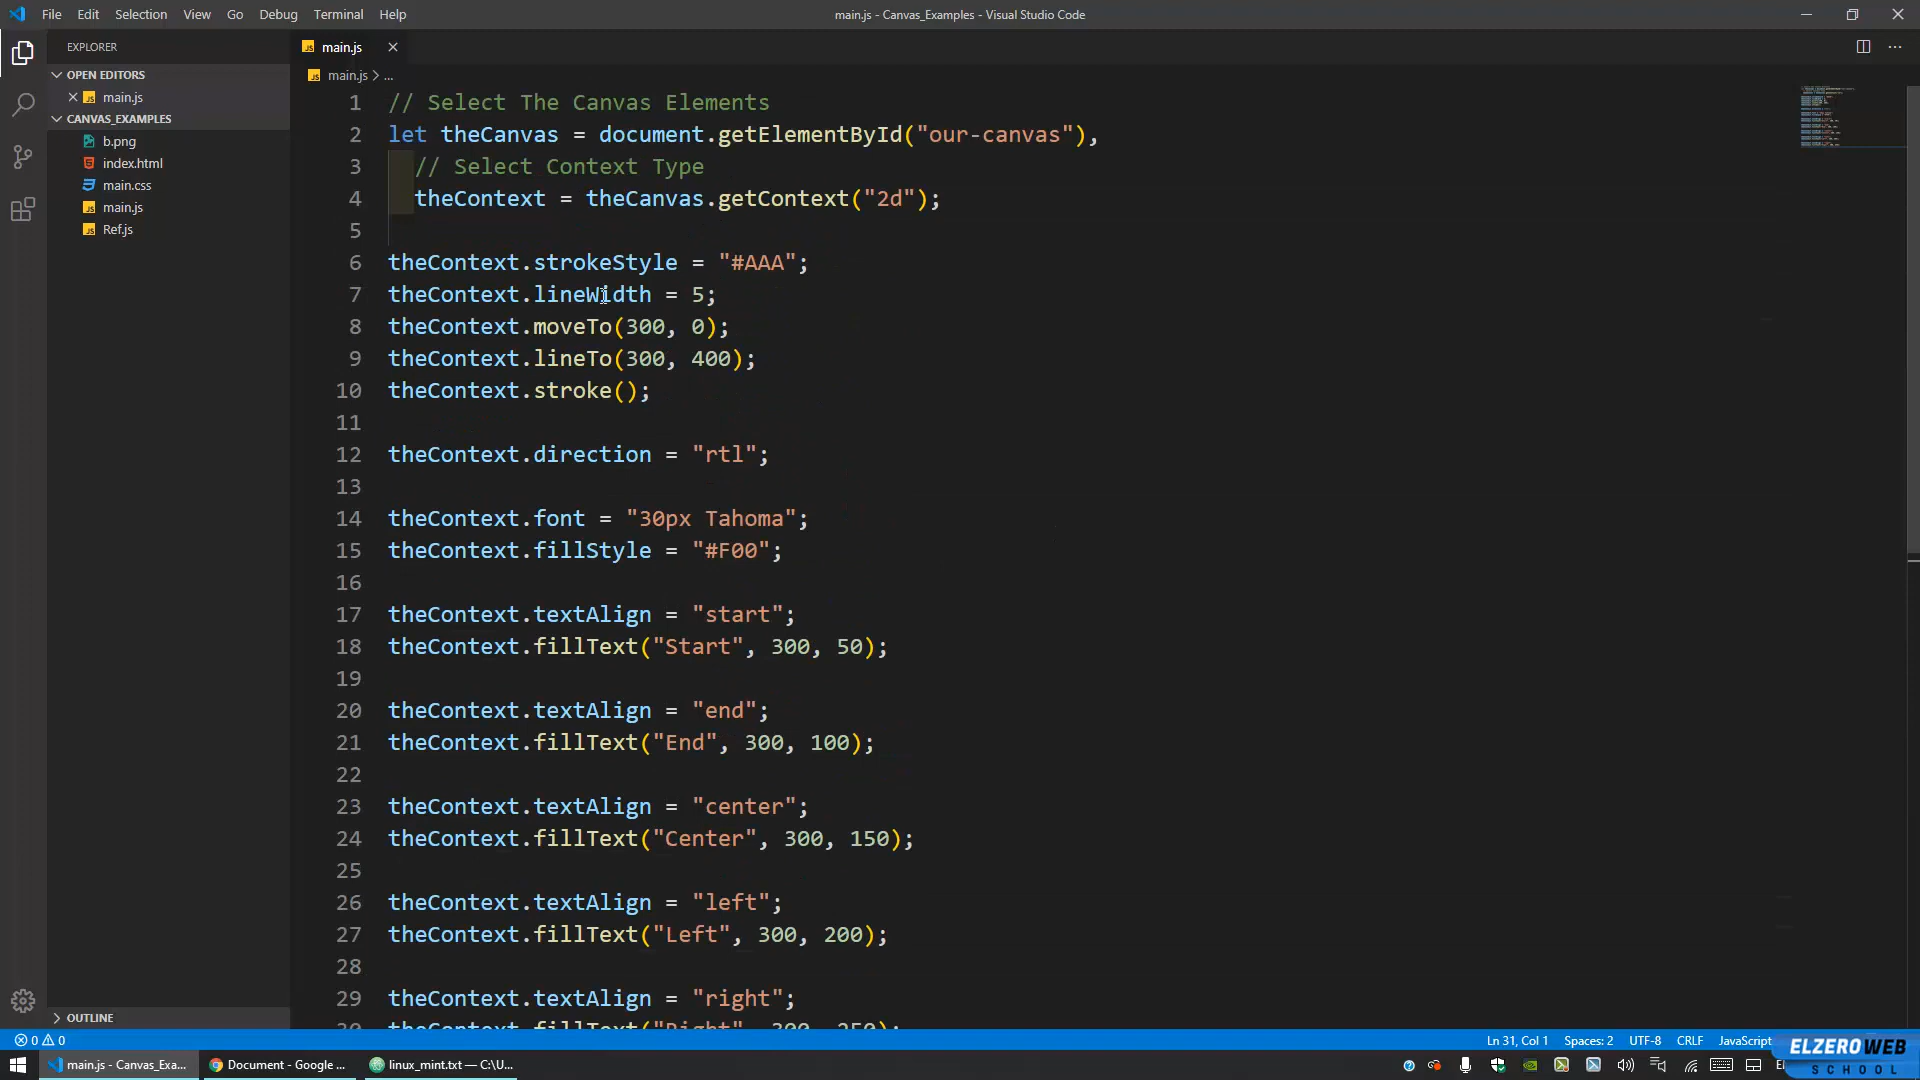 File Edit Selection View Go Debug Terminal Help
main.js - Canvas_Examples - Visual Studio Code
EXPLORER
OPEN EDITORS
main.js
CANVAS_EXAMPLES
b.png
index.html
main.css
main.js
Ref.js
OUTLINE
main.js
main.js > ...
1 // Select The Canvas Elements
2 let theCanvas = document.getElementById("our-canvas"),
3 // Select Context Type
4 theContext = theCanvas.getContext("2d");
5
6 theContext.strokeStyle = "#AAA";
7 theContext.lineWidth = 5;
8 theContext.moveTo(300, 0);
9 theContext.lineTo(300, 400);
10 theContext.stroke();
11
12 theContext.direction = "rtl";
13
14 theContext.font = "30px Tahoma";
15 theContext.fillStyle = "#F00";
16
17 theContext.textAlign = "start";
18 theContext.fillText("Start", 300, 50);
19
20 theContext.textAlign = "end";
21 theContext.fillText("End", 300, 100);
22
23 theContext.textAlign = "center";
24 theContext.fillText("Center", 300, 150);
25
26 theContext.textAlign = "left";
27 theContext.fillText("Left", 300, 200);
28
29 theContext.textAlign = "right";
30 theContext.fillText("Right", 300, 250);
0 0
Ln 31, Col 1 Spaces: 2 UTF-8 CRLF JavaScript
main.js - Canvas_Exa...
Document - Google ...
linux_mint.txt — C:\U...
ELZEROWEB
SCHOOL